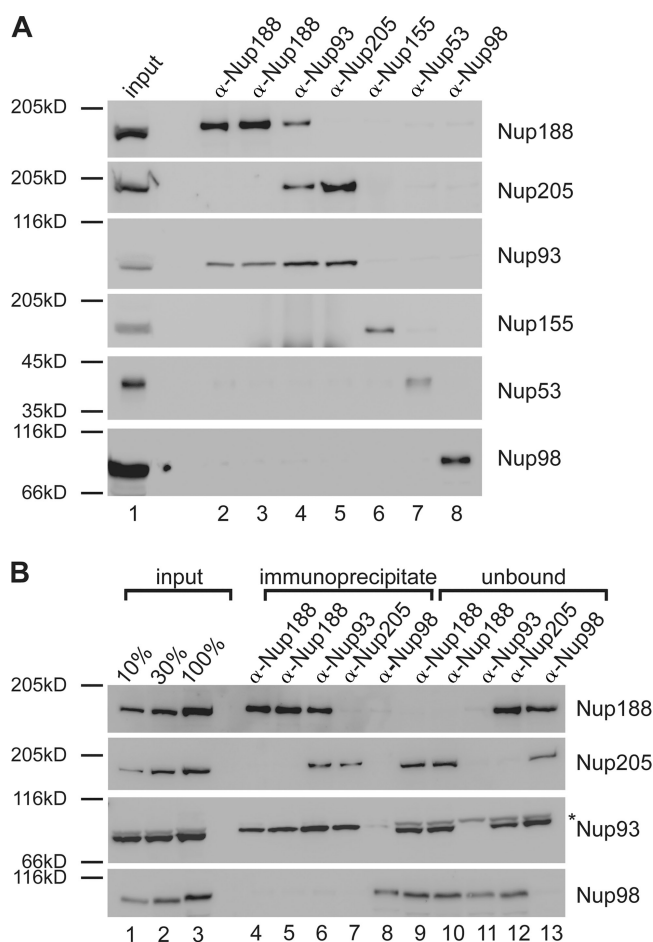 A
input
α-Nup188
α-Nup188
α-Nup93
α-Nup205
α-Nup155
α-Nup53
α-Nup98
205kD
Nup188
205kD
Nup205
116kD
Nup93
205kD
Nup155
45kD
Nup53
35kD
116kD
Nup98
66kD
1 2 3 4 5 6 7 8
B
input immunoprecipitate unbound
10%
30%
100%
α-Nup188
α-Nup188
α-Nup93
α-Nup205
α-Nup98
α-Nup188
α-Nup188
α-Nup93
α-Nup205
α-Nup98
205kD
Nup188
205kD
Nup205
116kD
*
Nup93
66kD
116kD
Nup98
1 2 3 4 5 6 7 8 9 10 11 12 13